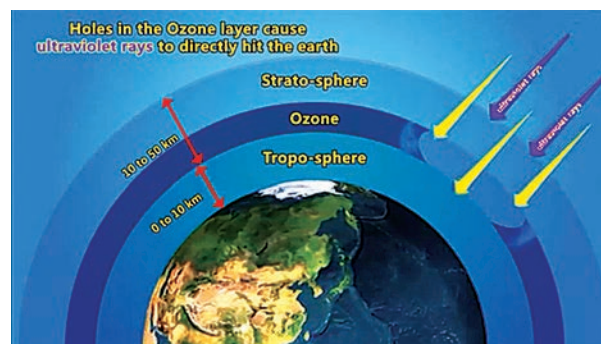 Holes in the Ozone layer cause
ultraviolet rays to directly hit the earth
Strato-sphere
Ozone
Tropo-sphere
10 to 50 km
0 to 10 km
ultraviolet rays
ultraviolet rays